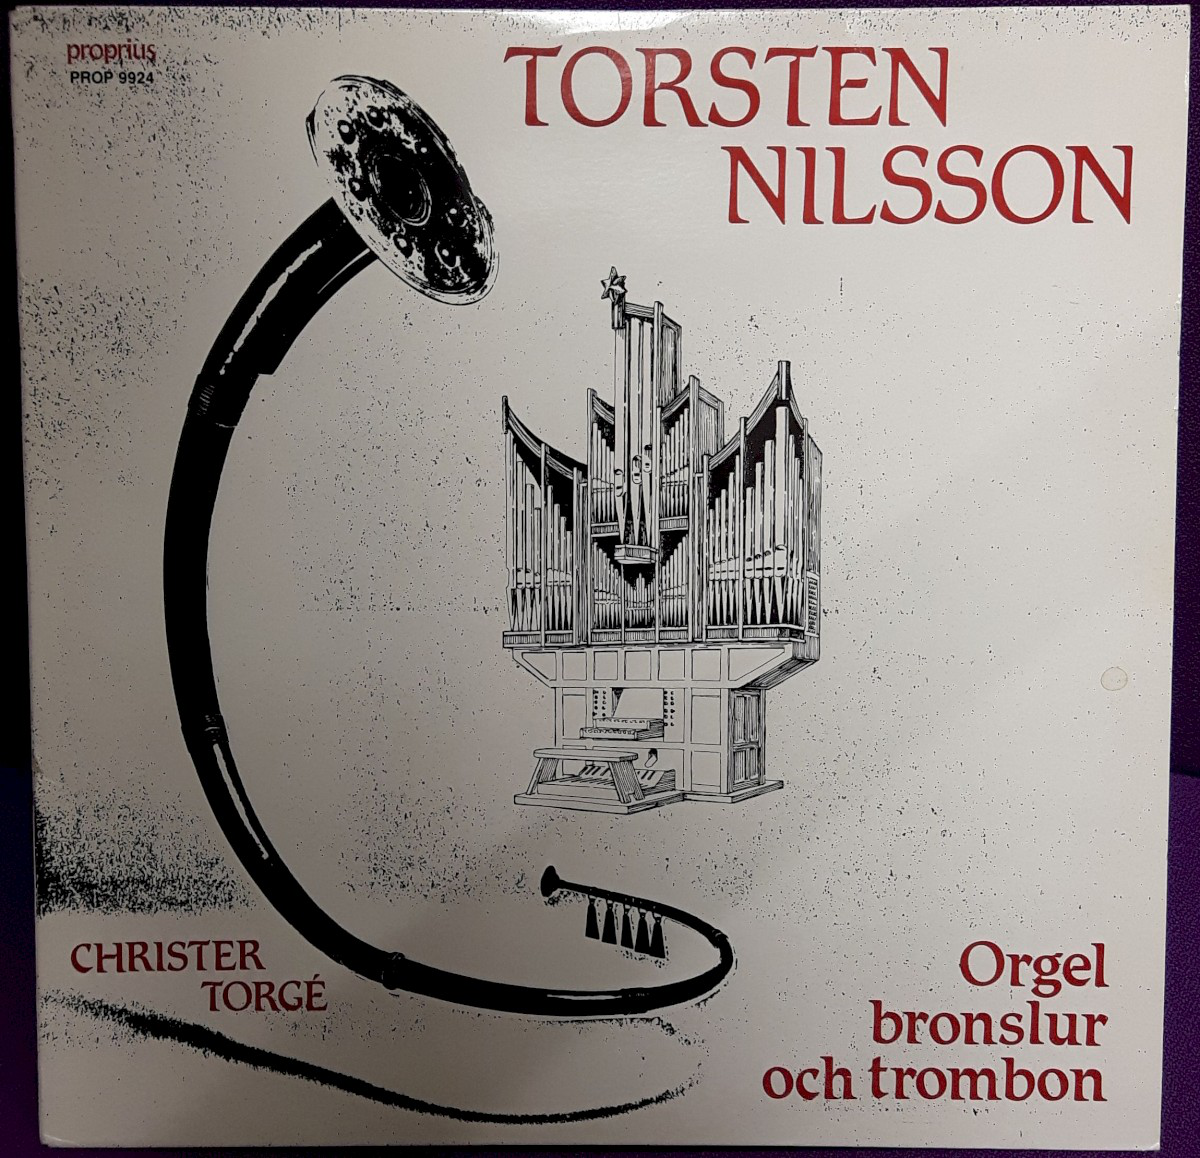 proprius
PROP 9924
TORSTEN
NILSSON
CHRISTER
TORGÉ
Orgel
bronslur
och trombon